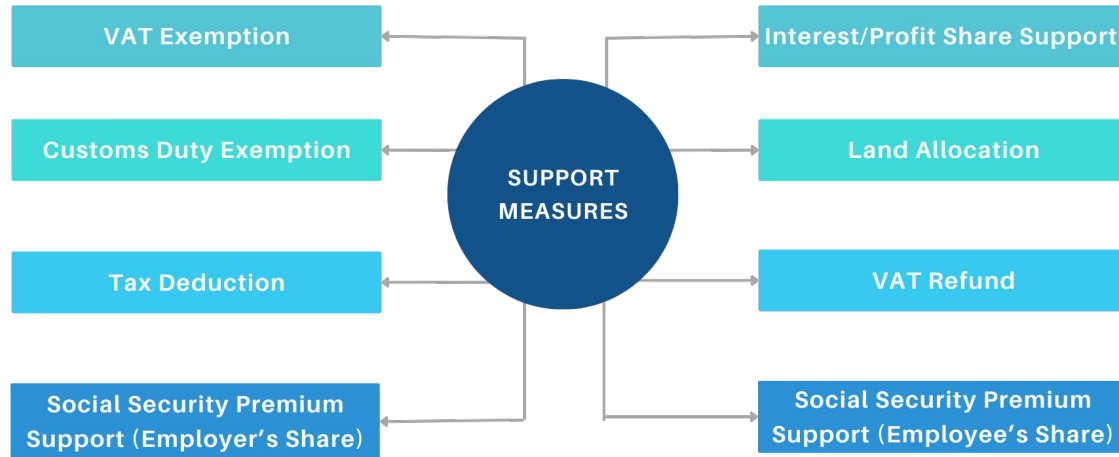 VAT Exemption
Interest/Profit Share Support
Customs Duty Exemption
Land Allocation
SUPPORT
MEASURES
Tax Deduction
VAT Refund
Social Security Premium
Support (Employer’s Share)
Social Security Premium
Support (Employee’s Share)